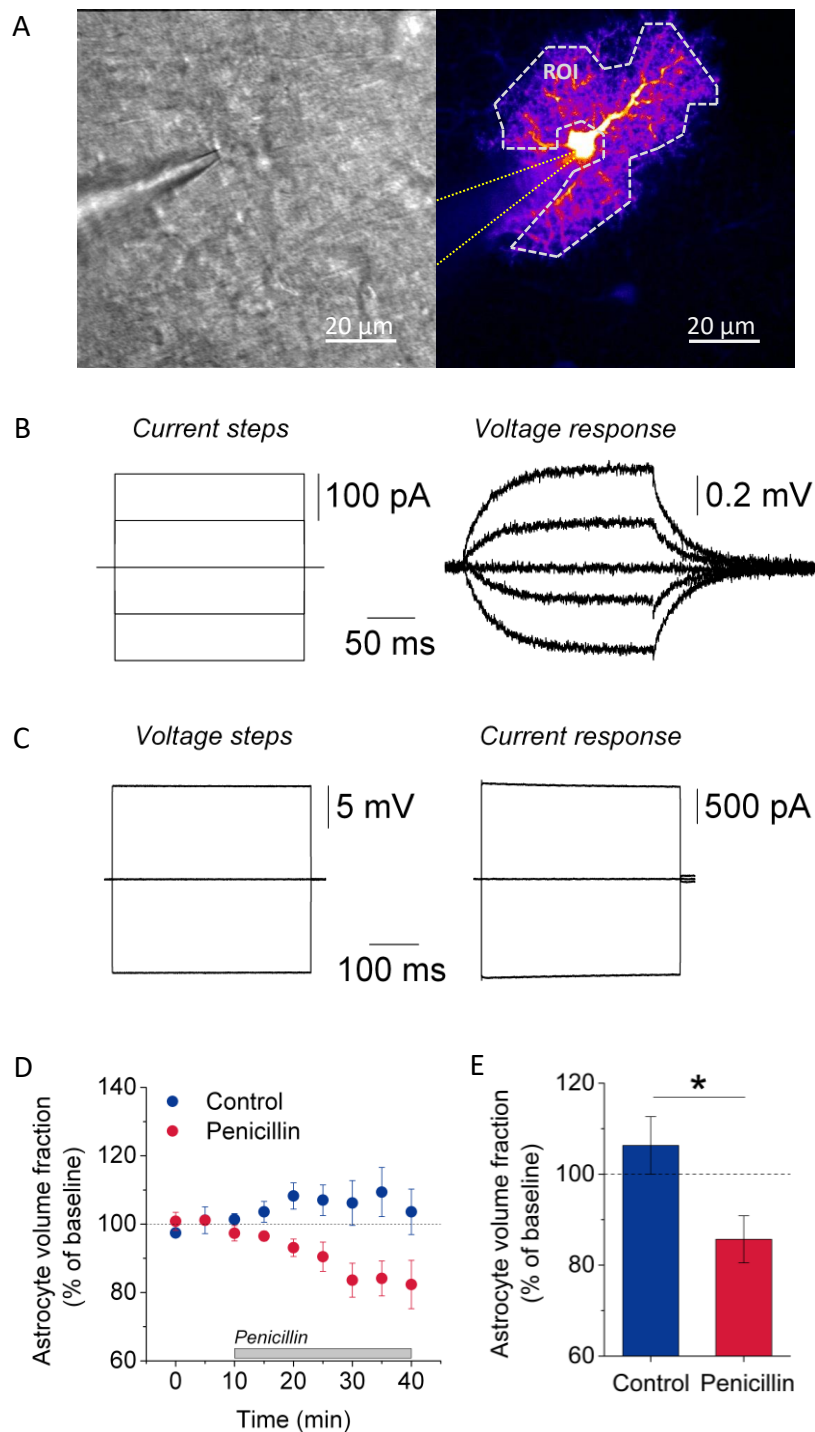 A
ROI
20 µm
20 µm
B
Current steps
Voltage response
100 pA
0.2 mV
50 ms
C
Voltage steps
Current response
5 mV
500 pA
100 ms
D
140
120
100
80
60
Control
Penicillin
Astrocyte volume fraction
(% of baseline)
Penicillin
0
10
20
30
40
Time (min)
E
120
100
80
60
*
Astrocyte volume fraction
(% of baseline)
Control
Penicillin